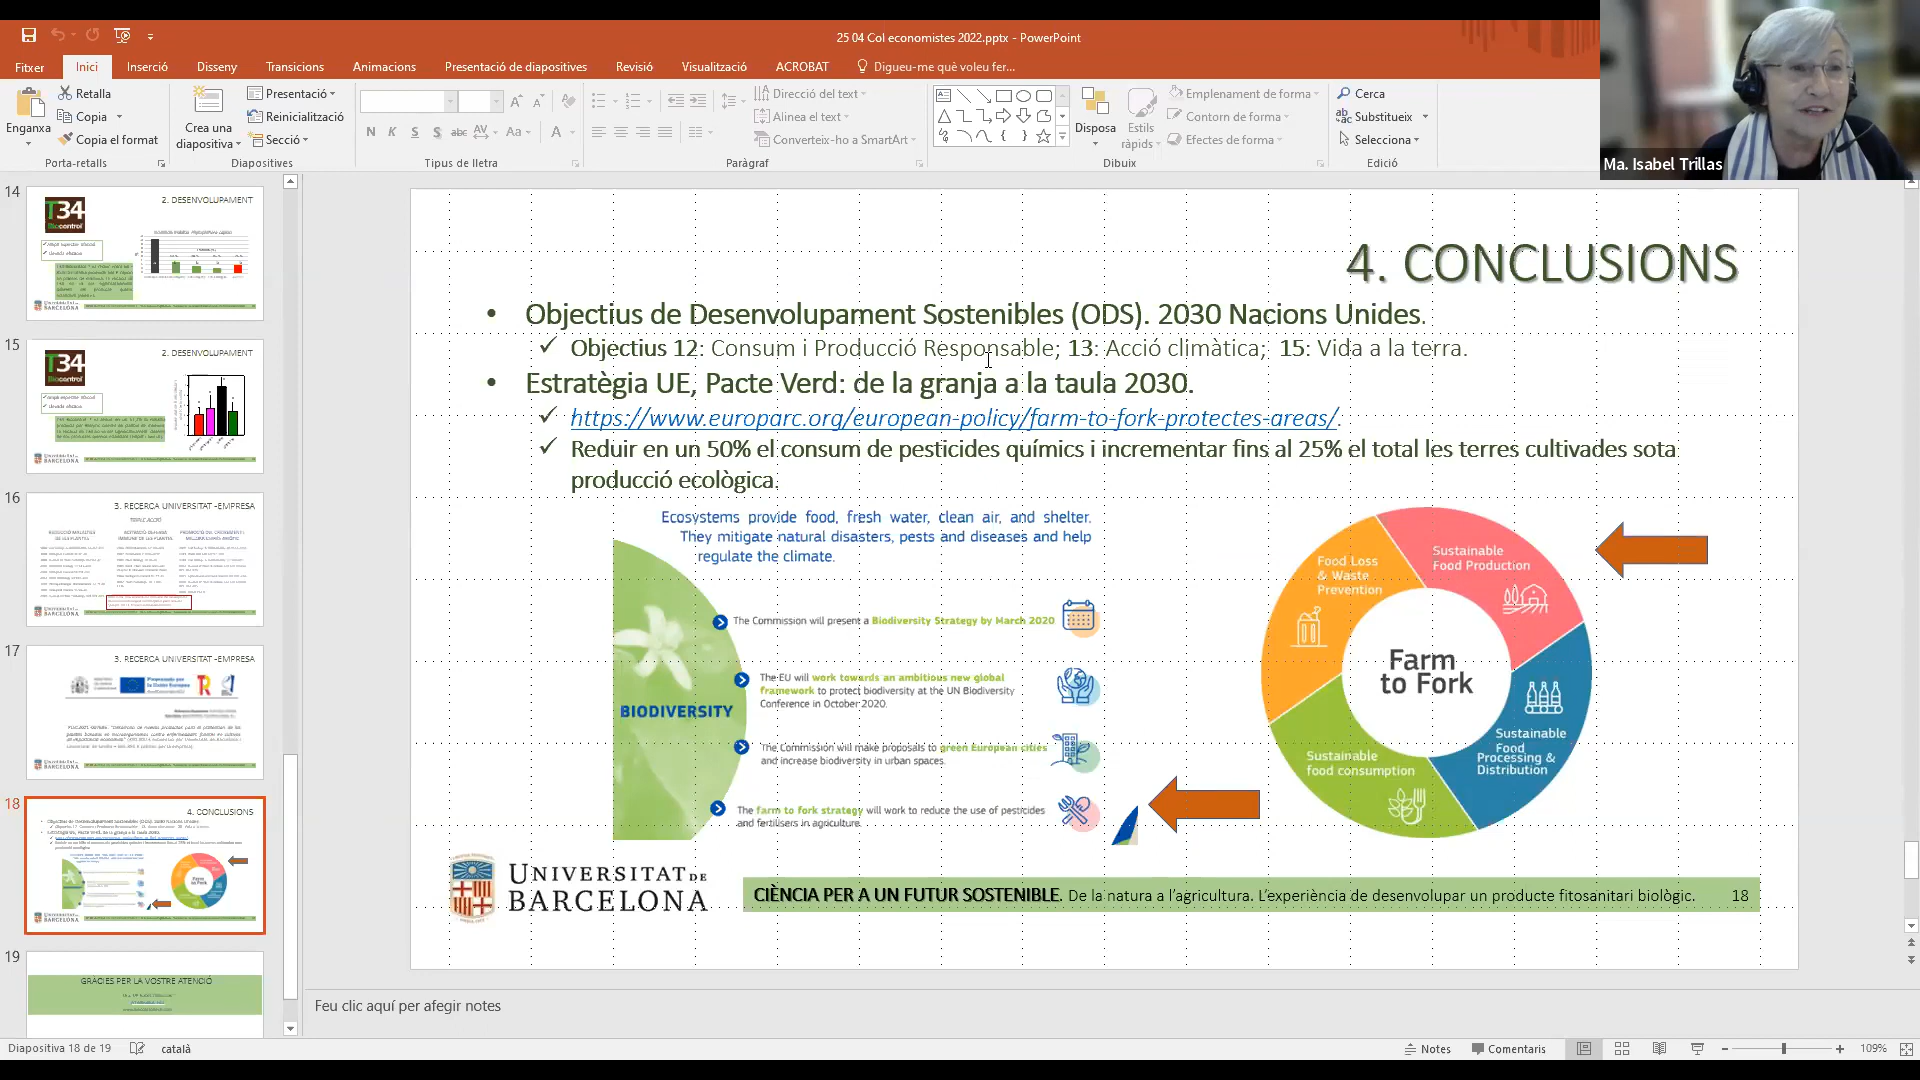 25 04 Col economistes 2022.pptx - PowerPoint
Fitxer
Inici
Inserció
Disseny
Transicions
Animacions
Presentació de diapositives
Revisió
Visualització
ACROBAT
Digueu-me què voleu fer...
Enganxa
Retalla
Copia
Copia el format
Porta-retalls
Crea una
diapositiva
Presentació
Reinicialització
Secció
Diapositives
N K S S abc AV Aa A
Tipus de lletra
Direcció del text
Alinea el text
Converteix-ho a SmartArt
Paràgraf
Disposa
Estils
ràpids
Emplenament de forma
Contorn de forma
Efectes de forma
Dibuix
Cerca
Substitueix
Selecciona
Edició
Ma. Isabel Trillas
14
2. DESENVOLUPAMENT
T34
Biocontrol
15
2. DESENVOLUPAMENT
T34
Biocontrol
16
3. RECERCA UNIVERSITAT -EMPRESA
17
3. RECERCA UNIVERSITAT -EMPRESA
18
4. CONCLUSIONS
19
GRÀCIES PER LA VOSTRE ATENCIÓ
4. CONCLUSIONS
• Objectius de Desenvolupament Sostenibles (ODS). 2030 Nacions Unides.
✓ Objectius 12: Consum i Producció Responsable; 13: Acció climàtica; 15: Vida a la terra.
• Estratègia UE, Pacte Verd: de la granja a la taula 2030.
✓ https://www.europarc.org/european-policy/farm-to-fork-protectes-areas/.
✓ Reduir en un 50% el consum de pesticides químics i incrementar fins al 25% el total les terres cultivades sota
producció ecològica.
Ecosystems provide food, fresh water, clean air, and shelter.
They mitigate natural disasters, pests and diseases and help
regulate the climate.
BIODIVERSITY
The Commission will present a Biodiversity Strategy by March 2020
The EU will work towards an ambitious new global
framework to protect biodiversity at the UN Biodiversity
Conference in October 2020.
The Commission will make proposals to green European cities
and increase biodiversity in urban spaces.
The farm to fork strategy will work to reduce the use of pesticides
and fertilisers in agriculture.
Food Loss
& Waste
Prevention
Sustainable
Food Production
Farm
to Fork
Sustainable
Food
Processing &
Distribution
Sustainable
food consumption
UNIVERSITAT DE
BARCELONA
CIÈNCIA PER A UN FUTUR SOSTENIBLE. De la natura a l'agricultura. L'experiència de desenvolupar un producte fitosanitari biològic. 18
Feu clic aquí per afegir notes
Diapositiva 18 de 19
català
Notes
Comentaris
109%